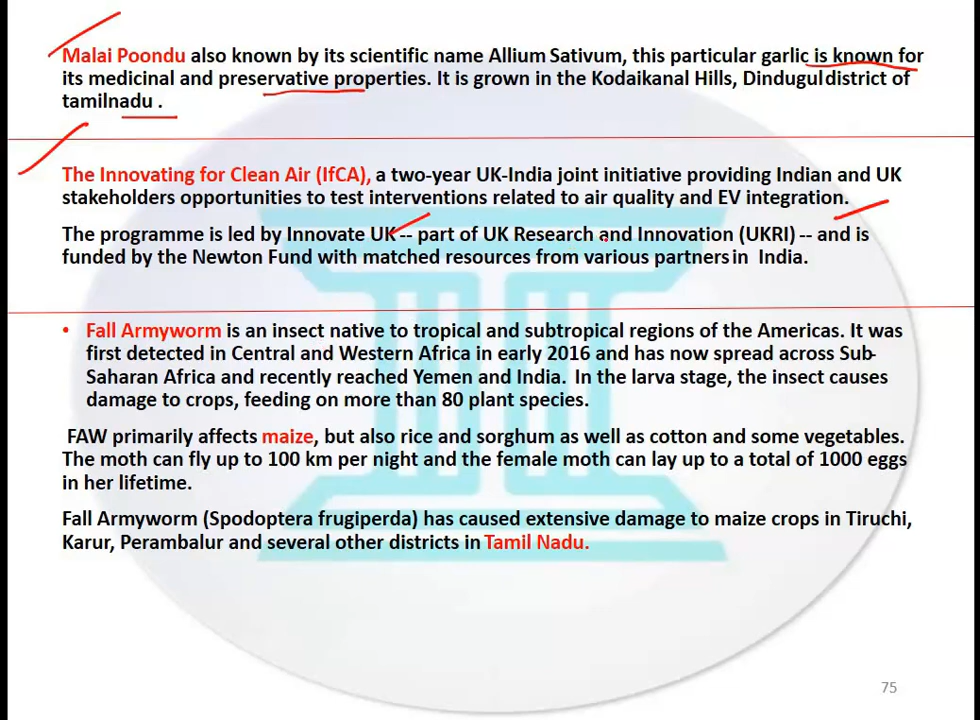 Malai Poondu also known by its scientific name Allium Sativum, this particular garlic is known for
its medicinal and preservative properties. It is grown in the Kodaikanal Hills, Dindugul district of
tamilnadu .
The Innovating for Clean Air (IfCA), a two-year UK-India joint initiative providing Indian and UK
stakeholders opportunities to test interventions related to air quality and EV integration.
The programme is led by Innovate UK-- part of UK Research and Innovation (UKRI) -- and is
funded by the Newton Fund with matched resources from various partners in India.
• Fall Armyworm is an insect native to tropical and subtropical regions of the Americas. It was
first detected in Central and Western Africa in early 2016 and has now spread across Sub-
Saharan Africa and recently reached Yemen and India. In the larva stage, the insect causes
damage to crops, feeding on more than 80 plant species.
FAW primarily affects maize, but also rice and sorghum as well as cotton and some vegetables.
The moth can fly up to 100 km per night and the female moth can lay up to a total of 1000 eggs
in her lifetime.
Fall Armyworm (Spodoptera frugiperda) has caused extensive damage to maize crops in Tiruchi,
Karur, Perambalur and several other districts in Tamil Nadu.
75